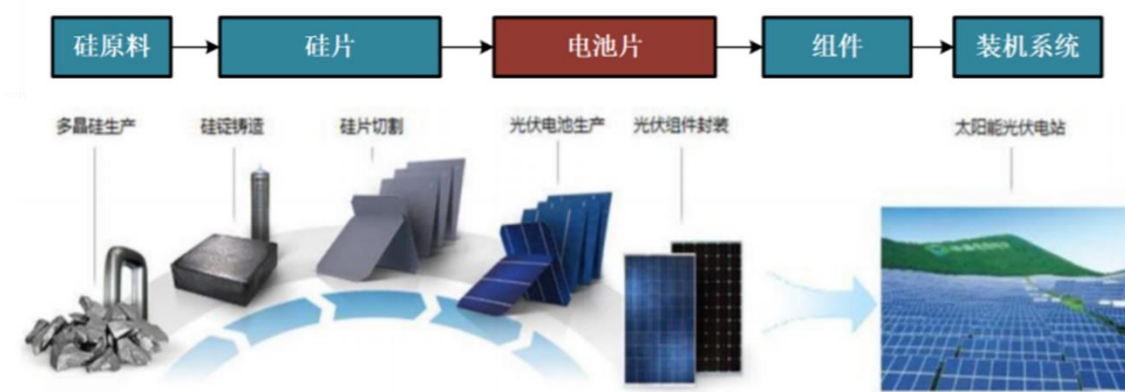 硅原料
硅片
电池片
组件
装机系统
多晶硅生产
硅锭铸造
硅片切割
光伏电池生产
光伏组件封装
太阳能光伏电站